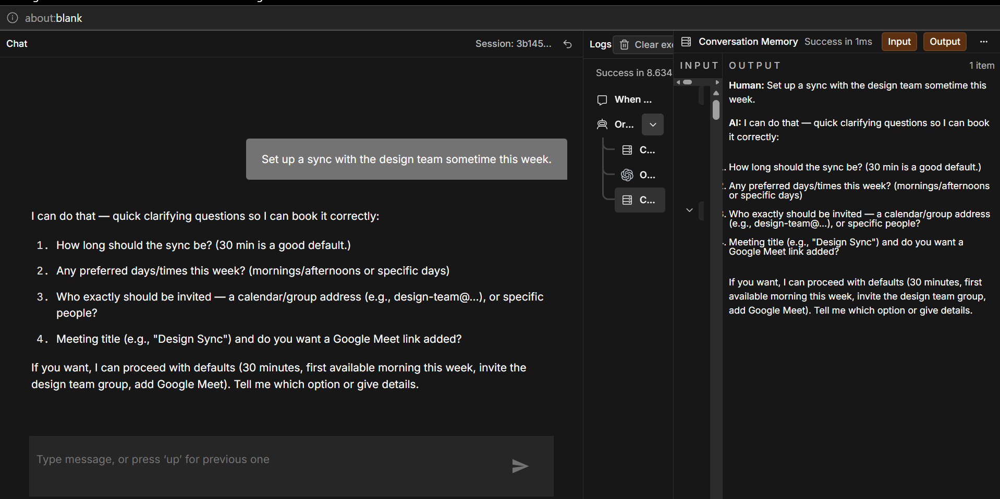 about:blank
Chat
Session: 3b145...
Set up a sync with the design team sometime this week.
I can do that — quick clarifying questions so I can book it correctly:
1. How long should the sync be? (30 min is a good default.)
2. Any preferred days/times this week? (mornings/afternoons or specific days)
3. Who exactly should be invited — a calendar/group address (e.g., design-team@...), or specific
people?
4. Meeting title (e.g., "Design Sync") and do you want a Google Meet link added?
If you want, I can proceed with defaults (30 minutes, first available morning this week, invite the
design team group, add Google Meet). Tell me which option or give details.
Type message, or press ‘up’ for previous one
Logs
Clear exe
Success in 8.634
When ...
Or...
C...
O...
C...
Conversation Memory Success in 1ms Input Output ...
INPUT
OUTPUT 1 item
Human: Set up a sync with the design team sometime this
week.
AI: I can do that — quick clarifying questions so I can book
it correctly:
. How long should the sync be? (30 min is a good default.)
. Any preferred days/times this week? (mornings/afternoons
or specific days)
. Who exactly should be invited — a calendar/group address
(e.g., design-team@...), or specific people?
. Meeting title (e.g., "Design Sync") and do you want a
Google Meet link added?
If you want, I can proceed with defaults (30 minutes, first
available morning this week, invite the design team group,
add Google Meet). Tell me which option or give details.